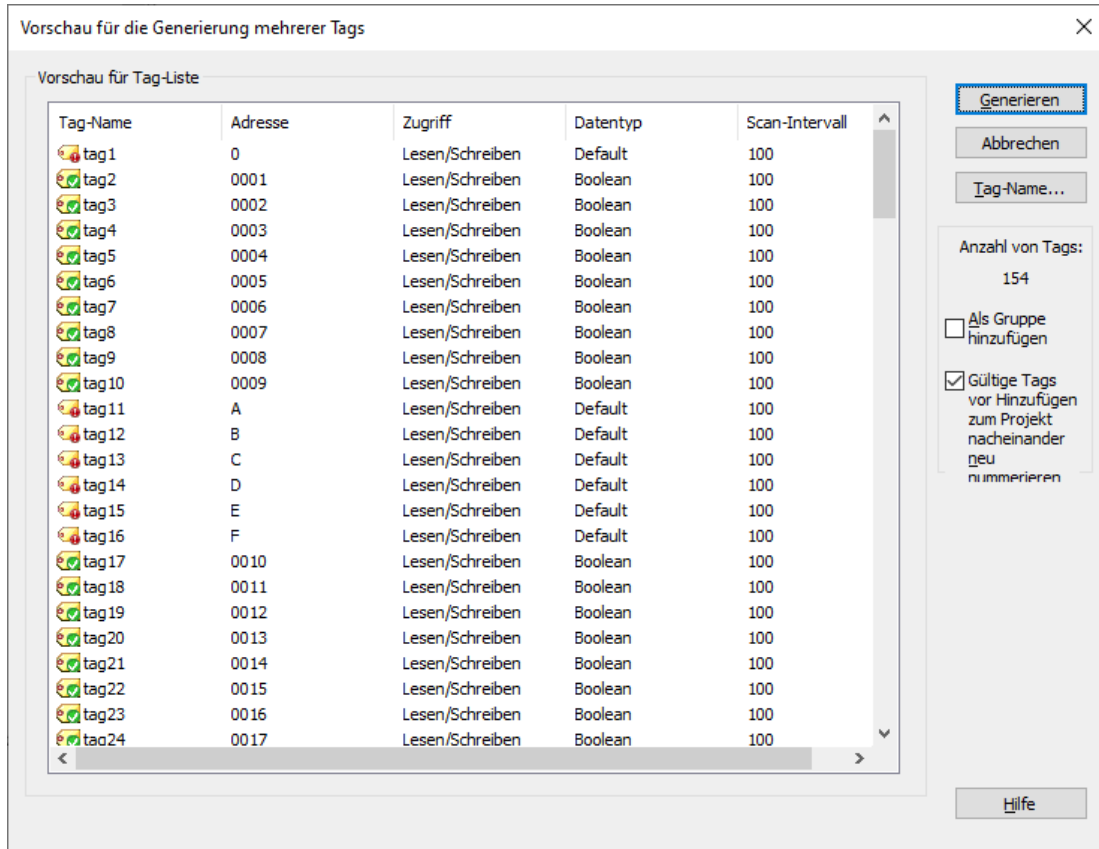 Vorschau für die Generierung mehrerer Tags
Vorschau für Tag-Liste
Tag-Name Adresse Zugriff Datentyp Scan-Intervall
tag1 0 Lesen/Schreiben Default 100
tag2 0001 Lesen/Schreiben Boolean 100
tag3 0002 Lesen/Schreiben Boolean 100
tag4 0003 Lesen/Schreiben Boolean 100
tag5 0004 Lesen/Schreiben Boolean 100
tag6 0005 Lesen/Schreiben Boolean 100
tag7 0006 Lesen/Schreiben Boolean 100
tag8 0007 Lesen/Schreiben Boolean 100
tag9 0008 Lesen/Schreiben Boolean 100
tag10 0009 Lesen/Schreiben Boolean 100
tag11 A Lesen/Schreiben Default 100
tag12 B Lesen/Schreiben Default 100
tag13 C Lesen/Schreiben Default 100
tag14 D Lesen/Schreiben Default 100
tag15 E Lesen/Schreiben Default 100
tag16 F Lesen/Schreiben Default 100
tag17 0010 Lesen/Schreiben Boolean 100
tag18 0011 Lesen/Schreiben Boolean 100
tag19 0012 Lesen/Schreiben Boolean 100
tag20 0013 Lesen/Schreiben Boolean 100
tag21 0014 Lesen/Schreiben Boolean 100
tag22 0015 Lesen/Schreiben Boolean 100
tag23 0016 Lesen/Schreiben Boolean 100
tag24 0017 Lesen/Schreiben Boolean 100
Generieren
Abbrechen
Tag-Name...
Anzahl von Tags:
154
Als Gruppe
hinzufügen
Gültige Tags
vor Hinzufügen
zum Projekt
nacheinander
neu
nummerieren
Hilfe